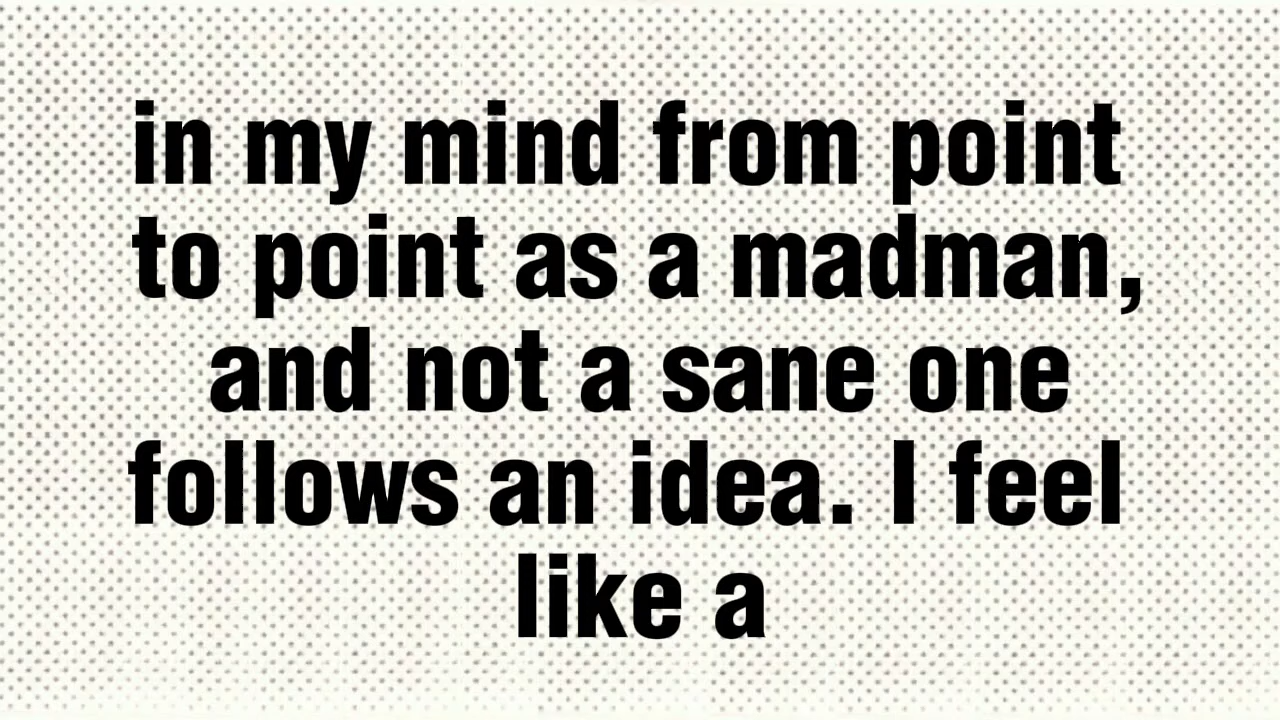 in my mind from point
to point as a madman,
and not a sane one
follows an idea. I feel
like a